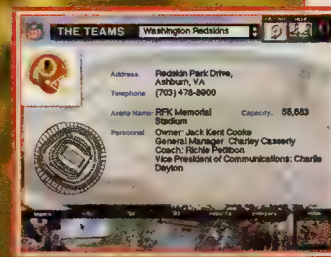 THE TEAMS Washington Redskins
Address. Redskin Park Drive,
Ashburn, VA
Telephone (703) 478-8900
Arena Name: RFK Memorial Capacity. 55,683
Stadium
Personnel: Owner: Jack Kent Cooke
General Manager Charley Casserly
Coach: Richie Petitbon
Vice President of Communications: Charlie
Dayton